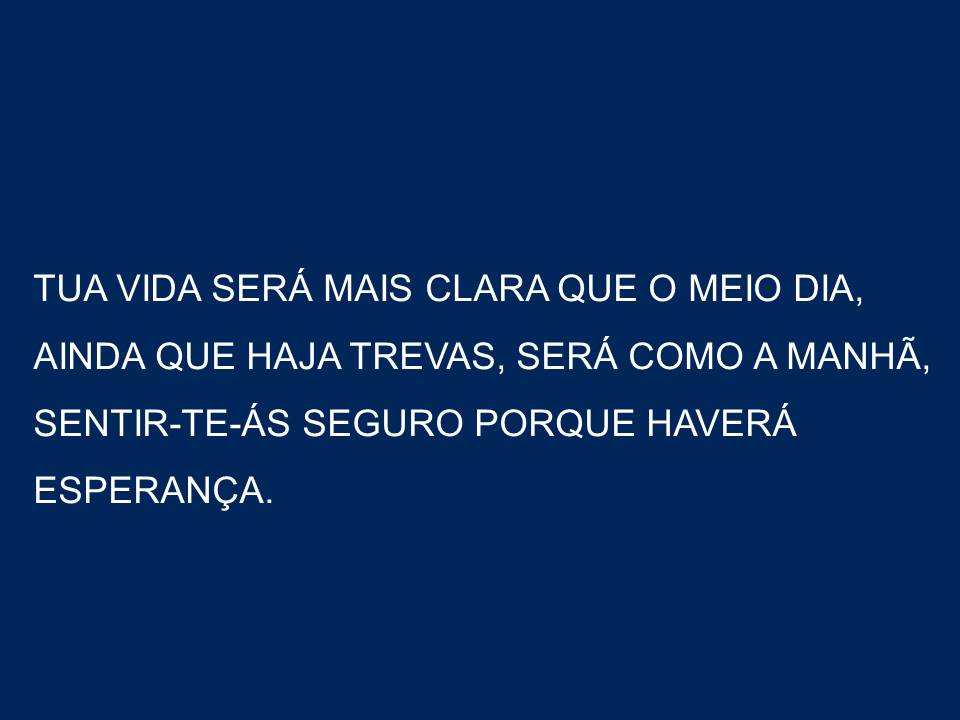 TUA VIDA SERÁ MAIS CLARA QUE O MEIO DIA,
AINDA QUE HAJA TREVAS, SERÁ COMO A MANHÃ,
SENTIR-TE-ÁS SEGURO PORQUE HAVERÁ
ESPERANÇA.